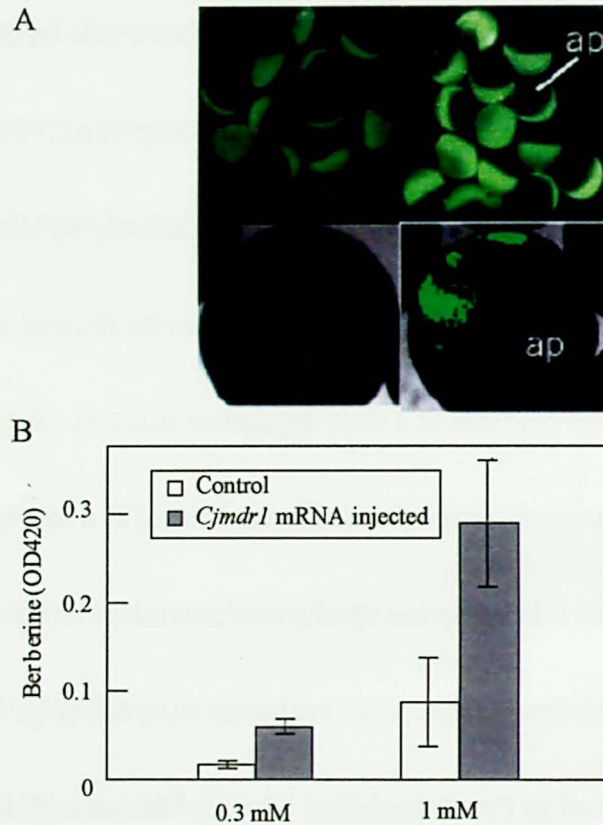 A
ap
ap
B
Berberine (OD420)
0.3
0.2
0.1
0
Control
Cjmdr1 mRNA injected
0.3 mM
1 mM